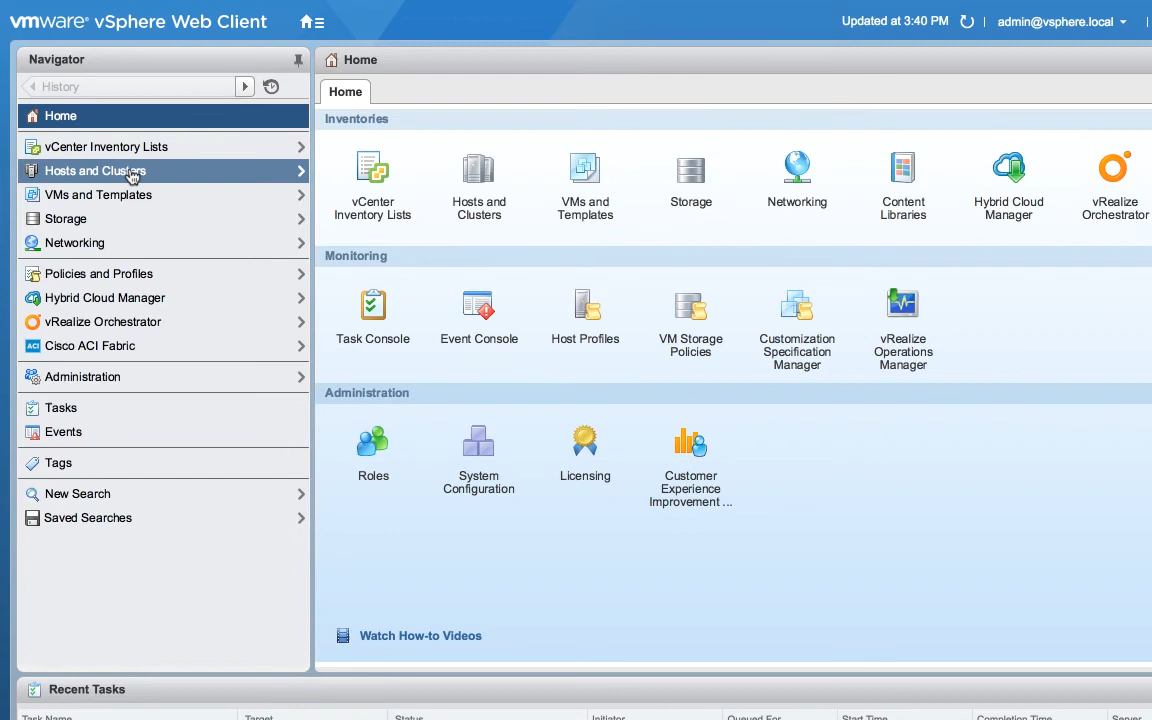 vmware® vSphere Web Client
Updated at 3:40 PM | admin@vsphere.local
Navigator
History
Home
vCenter Inventory Lists
Hosts and Clusters
VMs and Templates
Storage
Networking
Policies and Profiles
Hybrid Cloud Manager
vRealize Orchestrator
ACI Cisco ACI Fabric
Administration
Tasks
Events
Tags
New Search
Saved Searches
Home
Home
Inventories
vCenter
Inventory Lists
Hosts and
Clusters
VMs and
Templates
Storage
Networking
Content
Libraries
Hybrid Cloud
Manager
vRealize
Orchestrator
Monitoring
Task Console
Event Console
Host Profiles
VM Storage
Policies
Customization
Specification
Manager
vRealize
Operations
Manager
Administration
Roles
System
Configuration
Licensing
Customer
Experience
Improvement ...
Watch How-to Videos
Recent Tasks
Task Name Target Status Initiator Queued For Start Time Completion Time Server